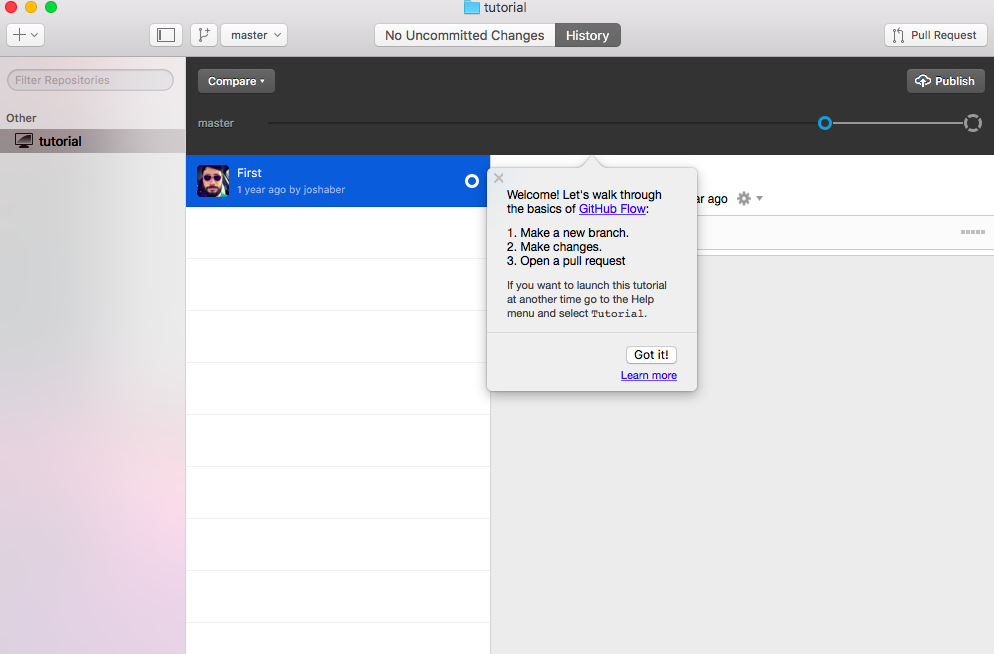 tutorial
master
No Uncommitted Changes
History
Pull Request
Filter Repositories
Compare
Publish
Other
master
tutorial
First
1 year ago by joshaber
ar ago
Welcome! Let's walk through
the basics of GitHub Flow:
1. Make a new branch.
2. Make changes.
3. Open a pull request
If you want to launch this tutorial
at another time go to the Help
menu and select Tutorial.
Got it!
Learn more